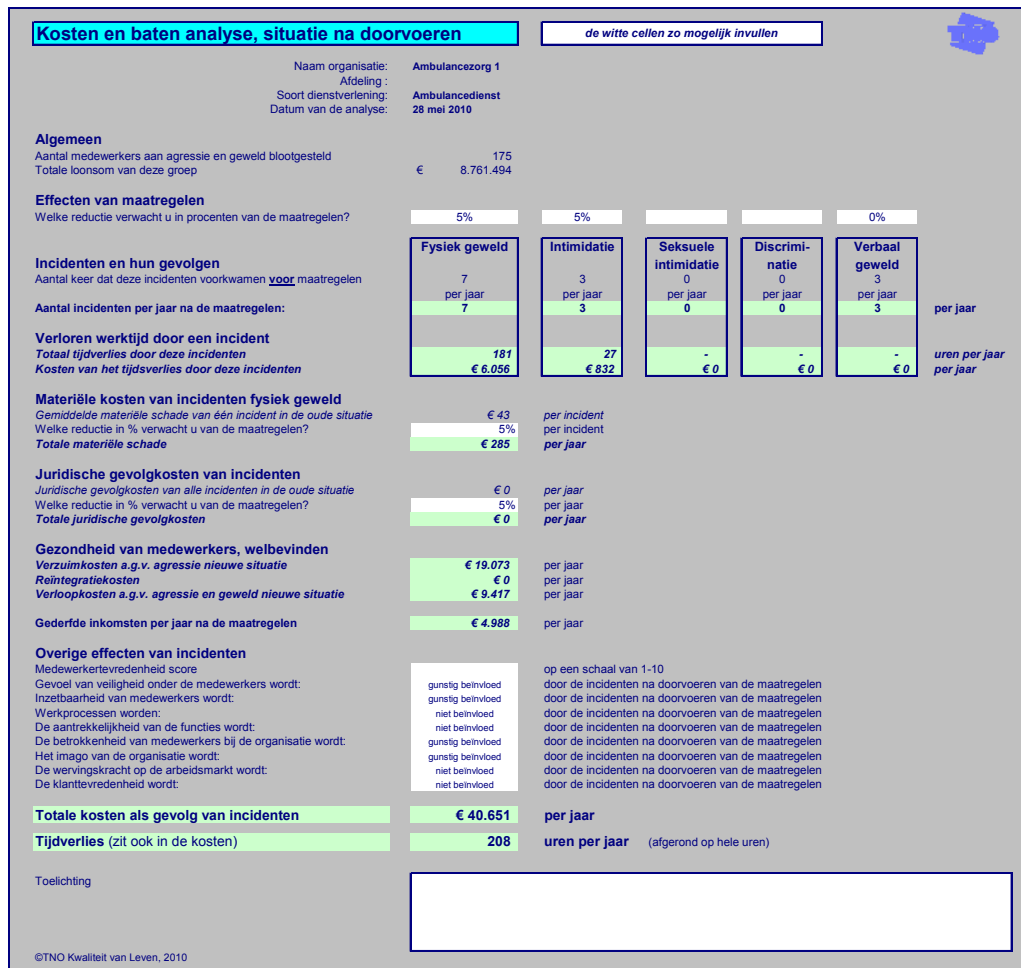 Kosten en baten analyse, situatie na doorvoeren de witte cellen zo mogelijk invullen
Naam organisatie: Ambulancezorg 1
Afdeling :
Soort dienstverlening: Ambulancedienst
Datum van de analyse: 28 mei 2010
Algemeen
Aantal medewerkers aan agressie en geweld blootgesteld 175
Totale loonsom van deze groep € 8.761.494
Effecten van maatregelen
Welke reductie verwacht u in procenten van de maatregelen? 5% 5% 0%
Fysiek geweld Intimidatie Seksuele Discrimi- Verbaal
Incidenten en hun gevolgen intimidatie natie geweld
Aantal keer dat deze incidenten voorkwamen voor maatregelen 7 3 0 0 3
per jaar per jaar per jaar per jaar per jaar
Aantal incidenten per jaar na de maatregelen: 7 3 0 0 3 per jaar
Verloren werktijd door een incident
Totaal tijdverlies door deze incidenten 181 27 - - - uren per jaar
Kosten van het tijdsverlies door deze incidenten € 6.056 € 832 € 0 € 0 € 0 per jaar
Materiële kosten van incidenten fysiek geweld
Gemiddelde materiële schade van één incident in de oude situatie € 43 per incident
Welke reductie in % verwacht u van de maatregelen? 5% per incident
Totale materiële schade € 285 per jaar
Juridische gevolgkosten van incidenten
Juridische gevolgkosten van alle incidenten in de oude situatie € 0 per jaar
Welke reductie in % verwacht u van de maatregelen? 5% per jaar
Totale juridische gevolgkosten € 0 per jaar
Gezondheid van medewerkers, welbevinden
Verzuimkosten a.g.v. agressie nieuwe situatie € 19.073 per jaar
Reïntegratiekosten € 0 per jaar
Verloopkosten a.g.v. agressie en geweld nieuwe situatie € 9.417 per jaar
Gederfde inkomsten per jaar na de maatregelen € 4.988 per jaar
Overige effecten van incidenten
Medewerkertevredenheid score op een schaal van 1-10
Gevoel van veiligheid onder de medewerkers wordt: gunstig beïnvloed door de incidenten na doorvoeren van de maatregelen
Inzetbaarheid van medewerkers wordt: gunstig beïnvloed door de incidenten na doorvoeren van de maatregelen
Werkprocessen worden: niet beïnvloed door de incidenten na doorvoeren van de maatregelen
De aantrekkelijkheid van de functies wordt: niet beïnvloed door de incidenten na doorvoeren van de maatregelen
De betrokkenheid van medewerkers bij de organisatie wordt: gunstig beïnvloed door de incidenten na doorvoeren van de maatregelen
Het imago van de organisatie wordt: gunstig beïnvloed door de incidenten na doorvoeren van de maatregelen
De wervingskracht op de arbeidsmarkt wordt: niet beïnvloed door de incidenten na doorvoeren van de maatregelen
De klanttevredenheid wordt: niet beïnvloed door de incidenten na doorvoeren van de maatregelen
Totale kosten als gevolg van incidenten € 40.651 per jaar
Tijdverlies (zit ook in de kosten) 208 uren per jaar (afgerond op hele uren)
Toelichting
©TNO Kwaliteit van Leven, 2010